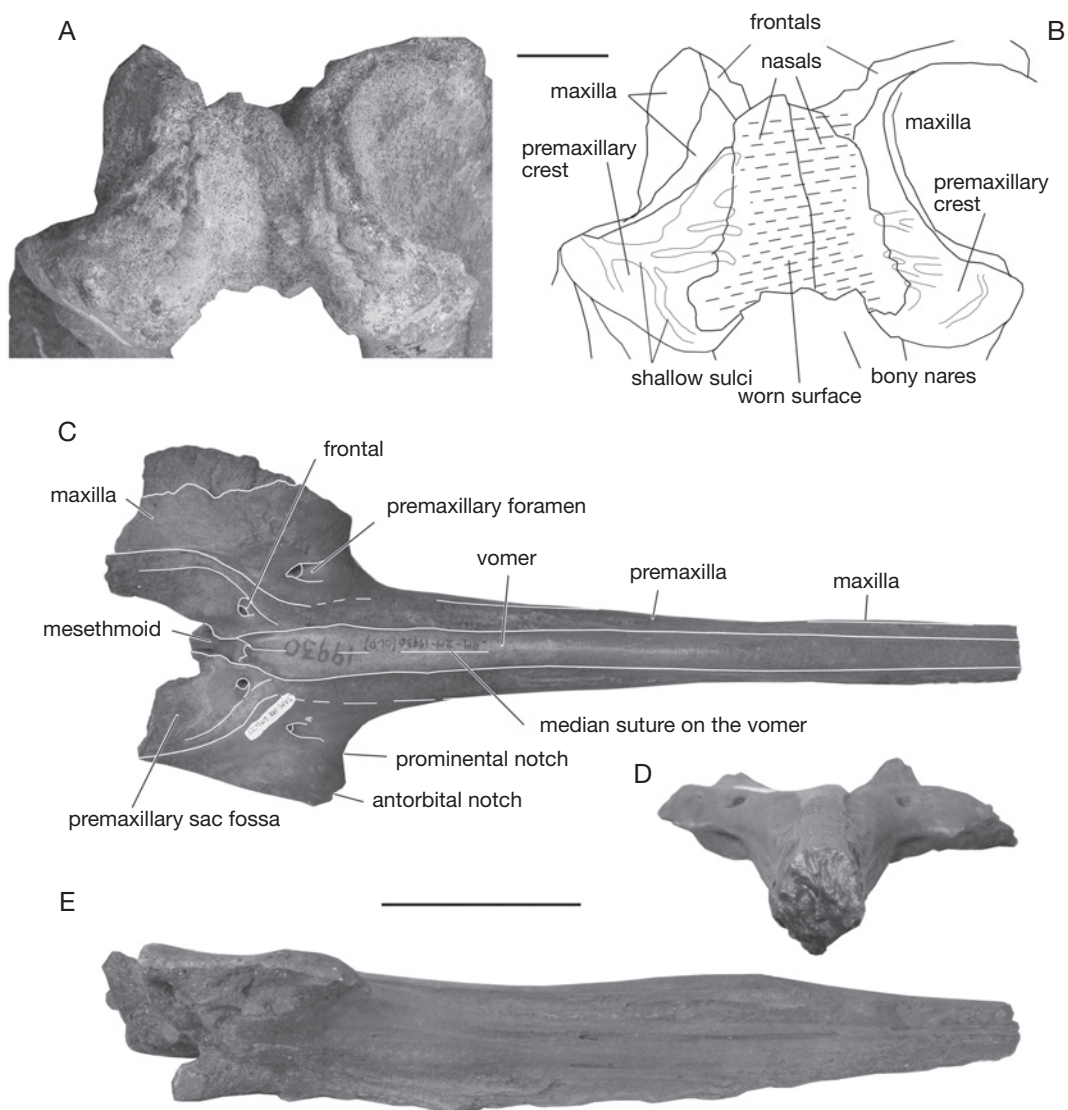 A
B
frontals
nasals
maxilla
maxilla
premaxillary
crest
premaxillary
crest
shallow sulci
worn surface
bony nares
C
frontal
maxilla
premaxillary foramen
vomer
premaxilla
maxilla
mesethmoid
19930
median suture on the vomer
prominental notch
antorbital notch
premaxillary sac fossa
D
E